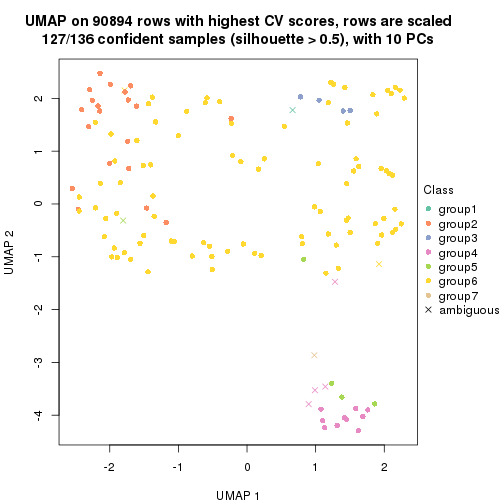 UMAP on 90894 rows with highest CV scores, rows are scaled
127/136 confident samples (silhouette > 0.5), with 10 PCs
UMAP 2
2
1
0
-1
-2
-3
-4
-2
-1
0
1
2
UMAP 1
Class
group1
group2
group3
group4
group5
group6
group7
ambiguous